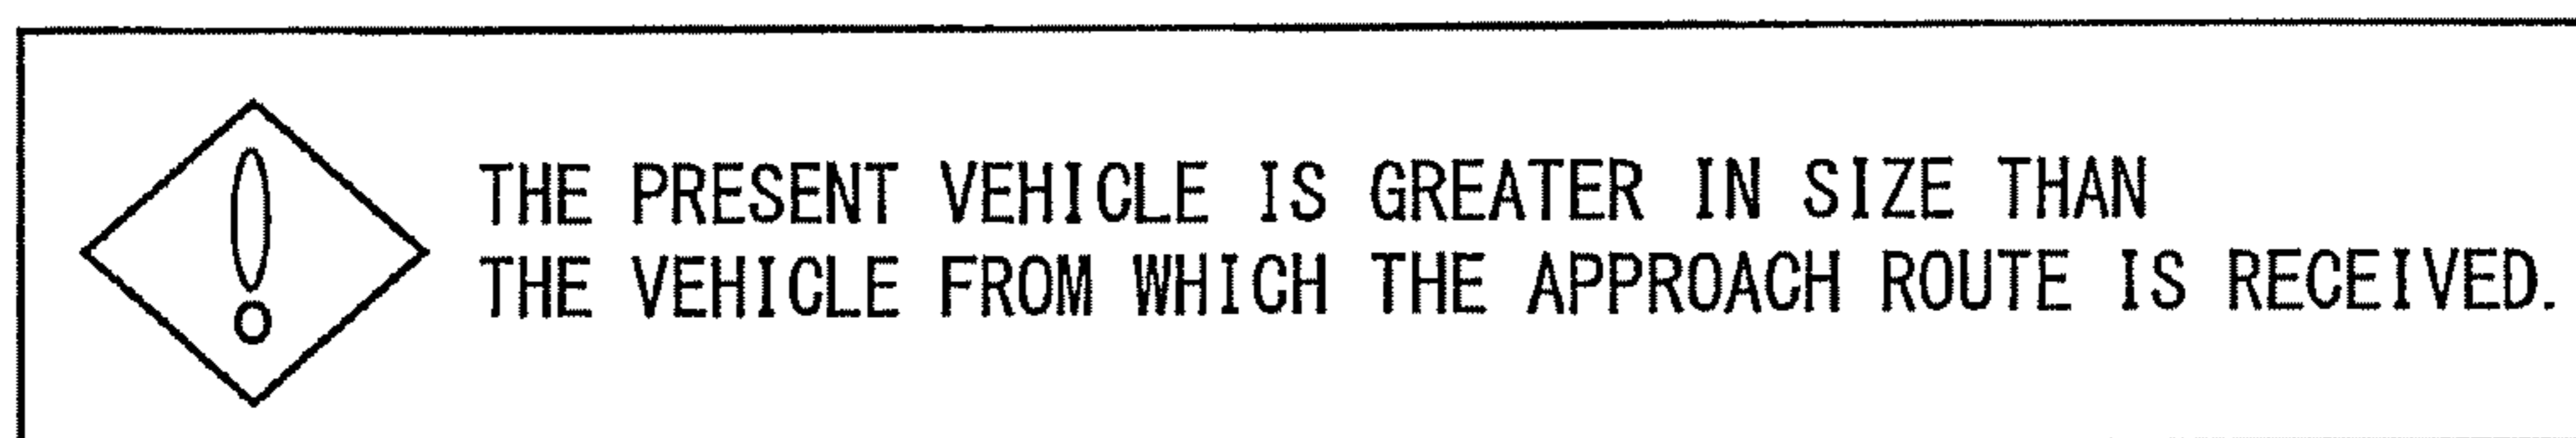 THE PRESENT VEHICLE IS GREATER IN SIZE THAN
THE VEHICLE FROM WHICH THE APPROACH ROUTE IS RECEIVED.